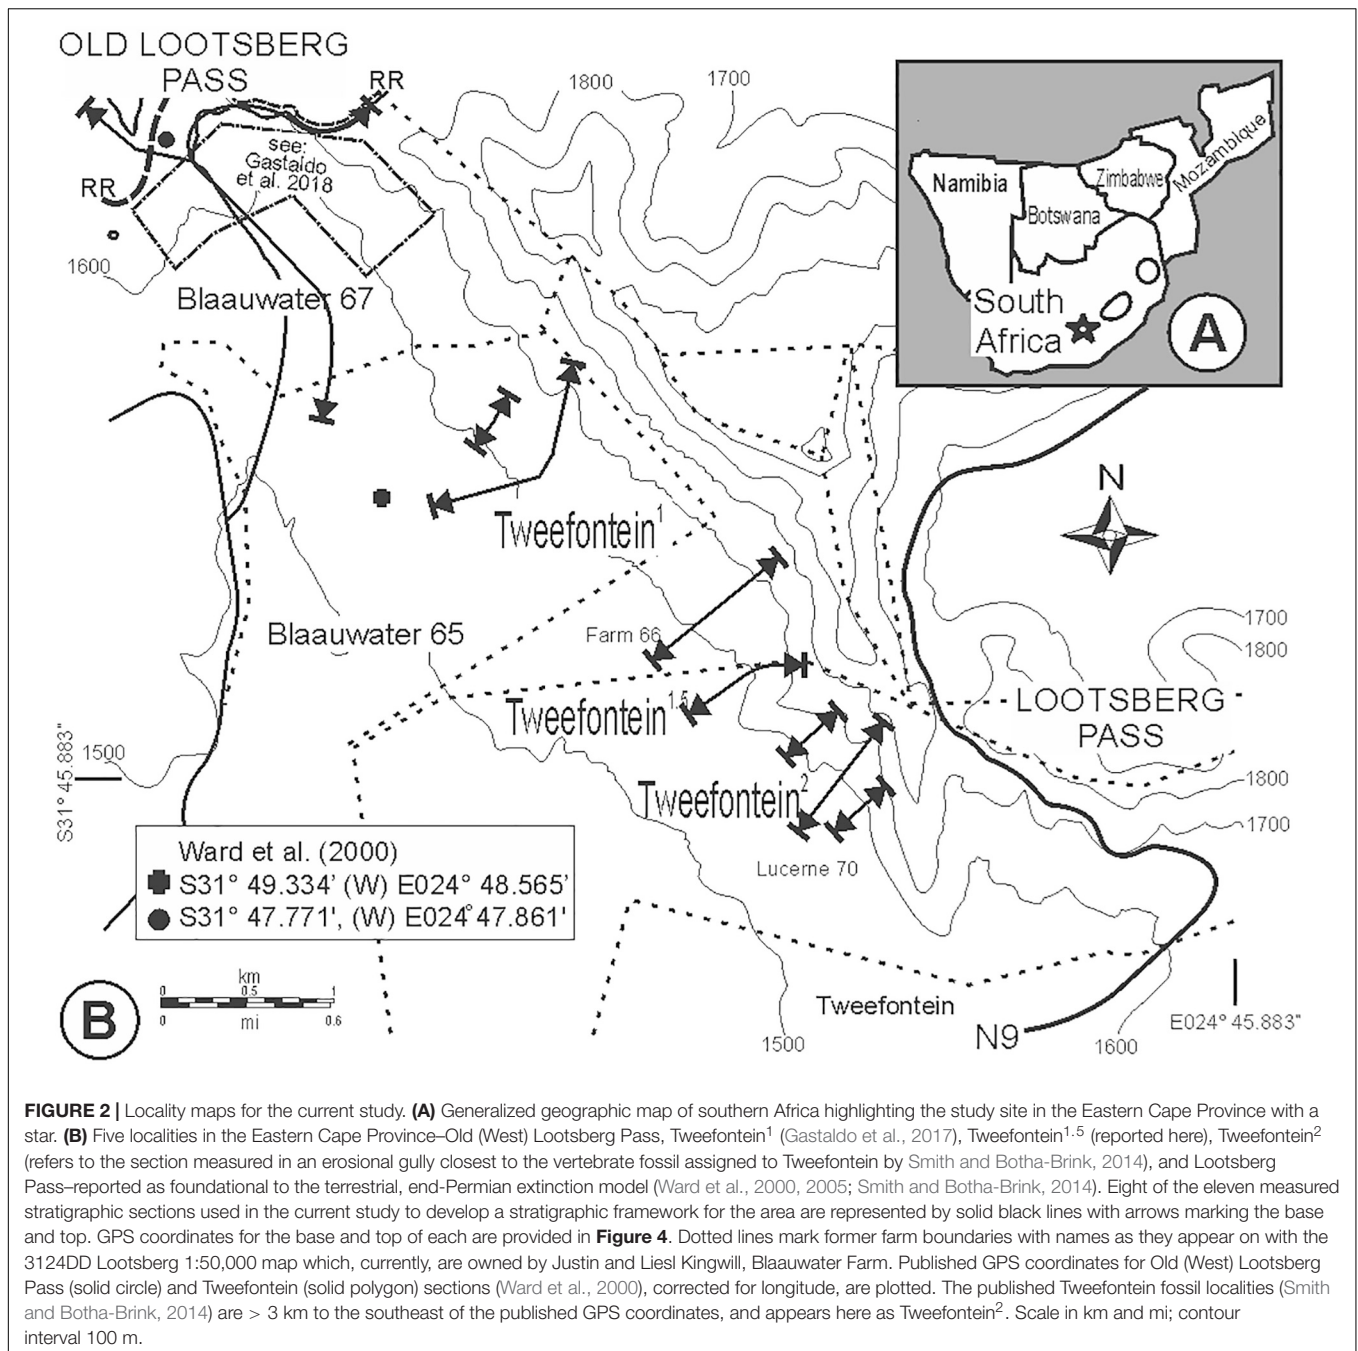 OLD LOOTSBERG
PASS
RR
1800
1700
see:
Gastaldo
et al. 2018
RR
1600
Blaauwater 67
Namibia
Zimbabwe
Mozambique
Botswana
South
Africa
A
N
Tweefontein1
Blaauwater 65
Farm 66
1700
1800
Tweefontein1.5
LOOTSBERG
PASS
S31° 45.883"
1500
1800
Tweefontein2
1700
Lucerne 70
Ward et al. (2000)
S31° 49.334' (W) E024° 48.565'
S31° 47.771', (W) E024° 47.861'
km
0 0.5 1
mi
0 0.6
B
Tweefontein
N9
1500
1600
E024° 45.883"
FIGURE 2 | Locality maps for the current study. (A) Generalized geographic map of southern Africa highlighting the study site in the Eastern Cape Province with a
star. (B) Five localities in the Eastern Cape Province–Old (West) Lootsberg Pass, Tweefontein1 (Gastaldo et al., 2017), Tweefontein1.5 (reported here), Tweefontein2
(refers to the section measured in an erosional gully closest to the vertebrate fossil assigned to Tweefontein by Smith and Botha-Brink, 2014), and Lootsberg
Pass–reported as foundational to the terrestrial, end-Permian extinction model (Ward et al., 2000, 2005; Smith and Botha-Brink, 2014). Eight of the eleven measured
stratigraphic sections used in the current study to develop a stratigraphic framework for the area are represented by solid black lines with arrows marking the base
and top. GPS coordinates for the base and top of each are provided in Figure 4. Dotted lines mark former farm boundaries with names as they appear on with the
3124DD Lootsberg 1:50,000 map which, currently, are owned by Justin and Liesl Kingwill, Blaauwater Farm. Published GPS coordinates for Old (West) Lootsberg
Pass (solid circle) and Tweefontein (solid polygon) sections (Ward et al., 2000), corrected for longitude, are plotted. The published Tweefontein fossil localities (Smith
and Botha-Brink, 2014) are > 3 km to the southeast of the published GPS coordinates, and appears here as Tweefontein2. Scale in km and mi; contour
interval 100 m.